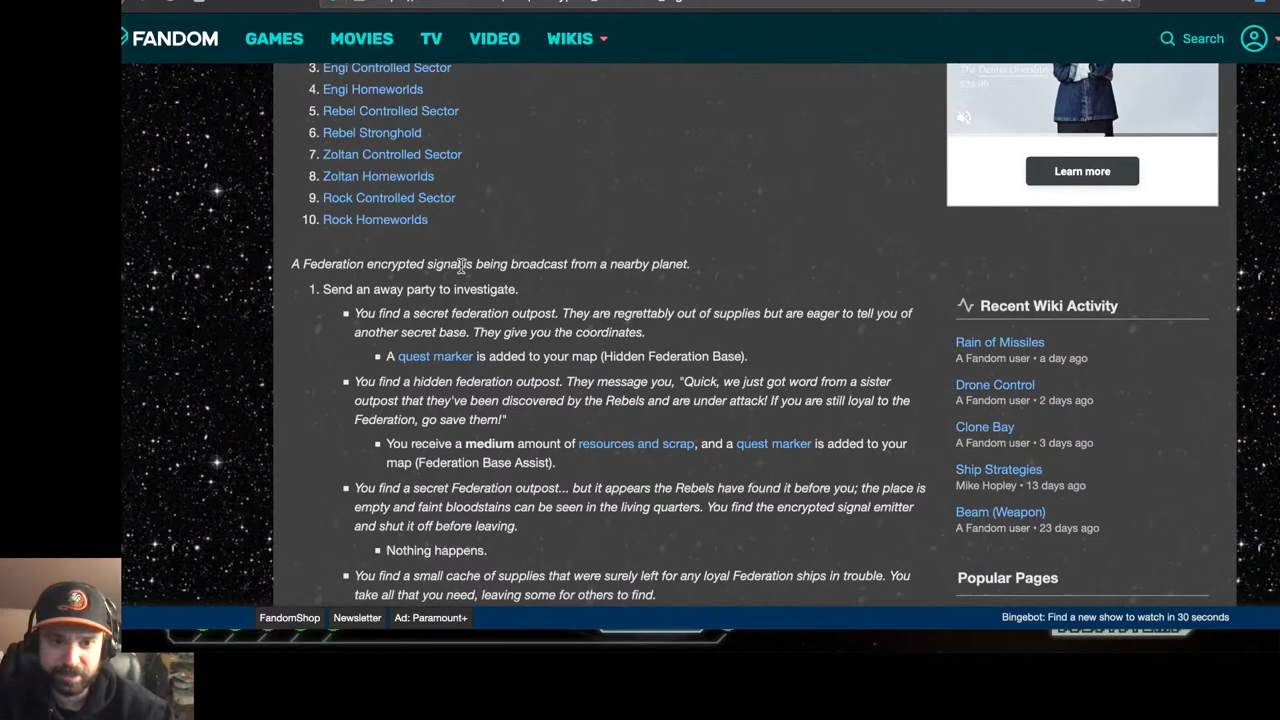 FANDOM GAMES MOVIES TV VIDEO WIKIS Search
3. Engi Controlled Sector
4. Engi Homeworlds
5. Rebel Controlled Sector
6. Rebel Stronghold
7. Zoltan Controlled Sector
8. Zoltan Homeworlds
9. Rock Controlled Sector
10. Rock Homeworlds
A Federation encrypted signal is being broadcast from a nearby planet.
1. Send an away party to investigate.
You find a secret federation outpost. They are regrettably out of supplies but are eager to tell you of
another secret base. They give you the coordinates.
A quest marker is added to your map (Hidden Federation Base).
You find a hidden federation outpost. They message you, "Quick, we just got word from a sister
outpost that they've been discovered by the Rebels and are under attack! If you are still loyal to the
Federation, go save them!"
You receive a medium amount of resources and scrap, and a quest marker is added to your
map (Federation Base Assist).
You find a secret Federation outpost... but it appears the Rebels have found it before you; the place is
empty and faint bloodstains can be seen in the living quarters. You find the encrypted signal emitter
and shut it off before leaving.
Nothing happens.
You find a small cache of supplies that were surely left for any loyal Federation ships in trouble. You
take all that you need, leaving some for others to find.
Learn more
Recent Wiki Activity
Rain of Missiles
A Fandom user • a day ago
Drone Control
A Fandom user • 2 days ago
Clone Bay
A Fandom user • 3 days ago
Ship Strategies
Mike Hopley • 13 days ago
Beam (Weapon)
A Fandom user • 23 days ago
Popular Pages
FandomShop Newsletter Ad: Paramount+ Bingebot: Find a new show to watch in 30 seconds